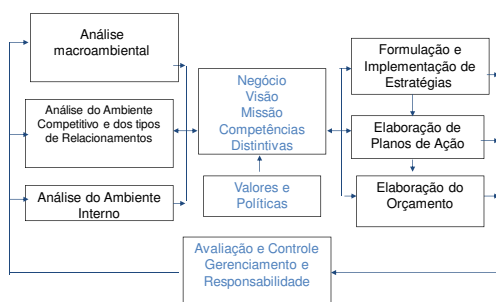 Análise
macroambiental
Análise do Ambiente
Competitivo e dos tipos
de Relacionamentos
Análise do Ambiente
Interno
Negócio
Visão
Missão
Competências
Distintivas
Valores e
Políticas
Formulação e
Implementação de
Estratégias
Elaboração de
Planos de Ação
Elaboração do
Orçamento
Avaliação e Controle
Gerenciamento e
Responsabilidade